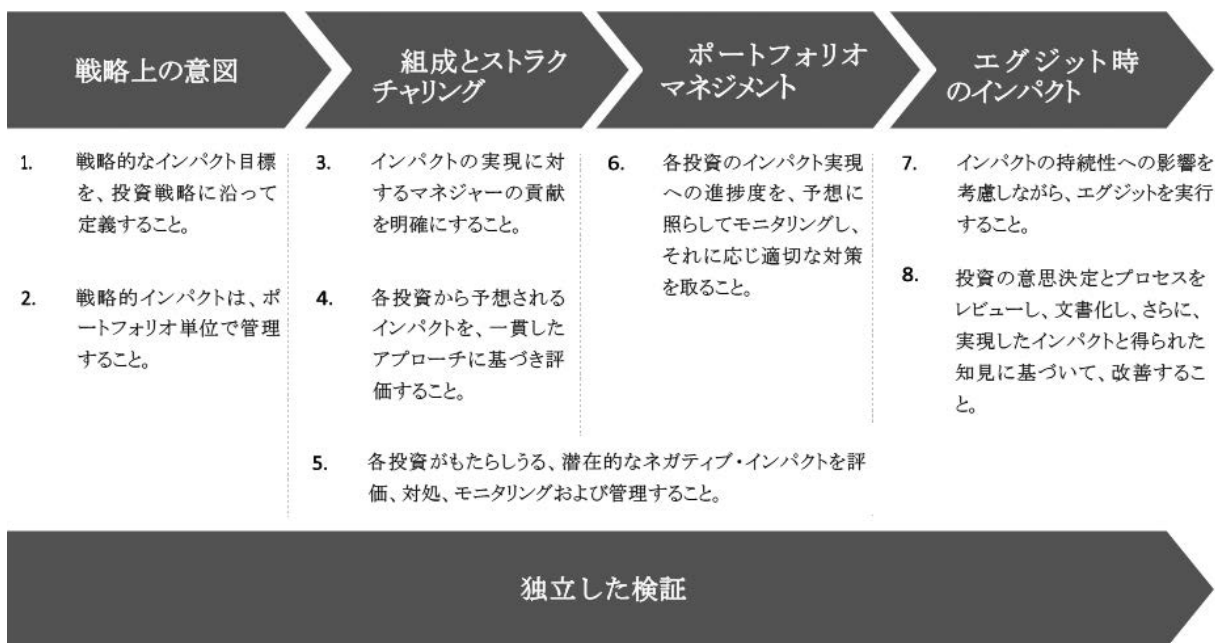 戦略上の意図
組成とストラク
チャリング
ポートフォリオ
マネジメント
エグジット時
のインパクト
1. 戦略的なインパクト目標
を、投資戦略に沿って
定義すること。
2. 戦略的インパクトは、ポ
ートフォリオ単位で管理
すること。
3. インパクトの実現に対
するマネジャーの貢献
を明確にすること。
4. 各投資から予想される
インパクトを、一貫した
アプローチに基づき評
価すること。
5. 各投資がもたらしうる、潜在的なネガティブ・インパクトを評
価、対処、モニタリングおよび管理すること。
6. 各投資のインパクト実現
への進捗度を、予想に
照らしてモニタリングし、
それに応じ適切な対策
を取ること。
7. インパクトの持続性への影響を
考慮しながら、エグジットを実行
すること。
8. 投資の意思決定とプロセスを
レビューし、文書化し、さらに、
実現したインパクトと得られた
知見に基づいて、改善するこ
と。
独立した検証